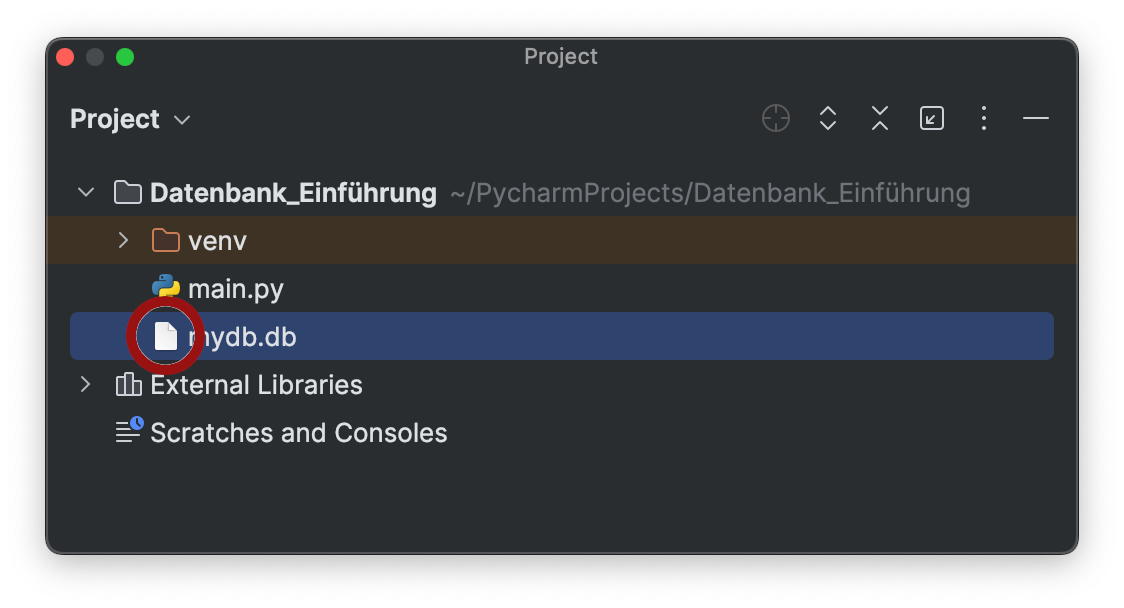 Project
Project
Datenbank_Einführung ~/PycharmProjects/Datenbank_Einführung
venv
main.py
mydb.db
External Libraries
Scratches and Consoles